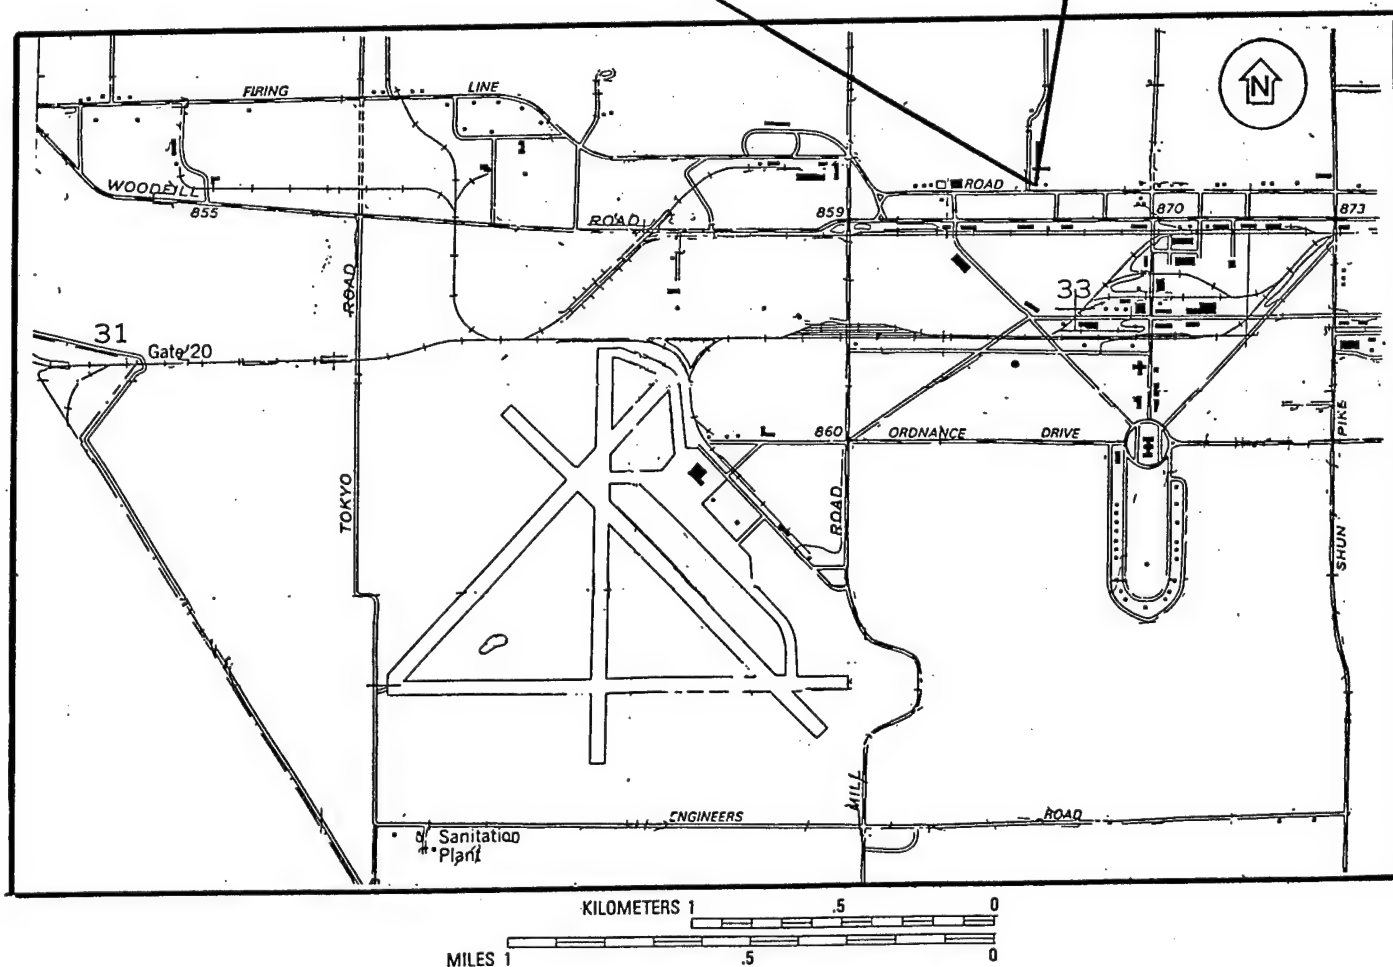 N
FIRING LINE
WOODFILL ROAD
855
ROAD
859
870
873
33
31
Gate 20
TOKYO ROAD
860
ORDNANCE DRIVE
SHUN PIKE
MILL ROAD
ENGINEERS ROAD
Sanitation
Plant
KILOMETERS 1 .5 0
MILES 1 .5 0